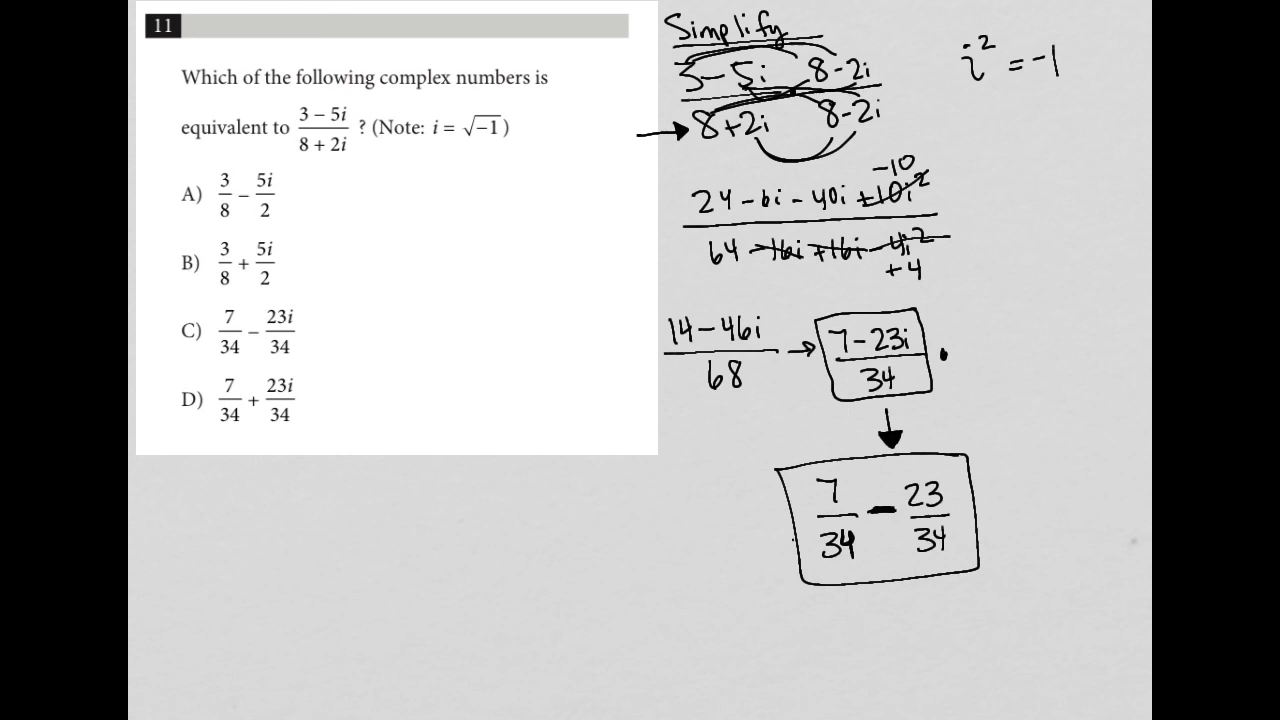 11
Which of the following complex numbers is
equivalent to (3 − 5i)/(8 + 2i) ? (Note: i = √−1)
A) 3/8 − 5i/2
B) 3/8 + 5i/2
C) 7/34 − 23i/34
D) 7/34 + 23i/34
Simplify
3 − 5i 8 − 2i
8 + 2i 8 − 2i
i² = −1
−10
24 − 6i − 40i + 10i²
64 − 16i + 16i − 4i²
+ 4
14 − 46i
68
7 − 23i
34
7/34 − 23/34